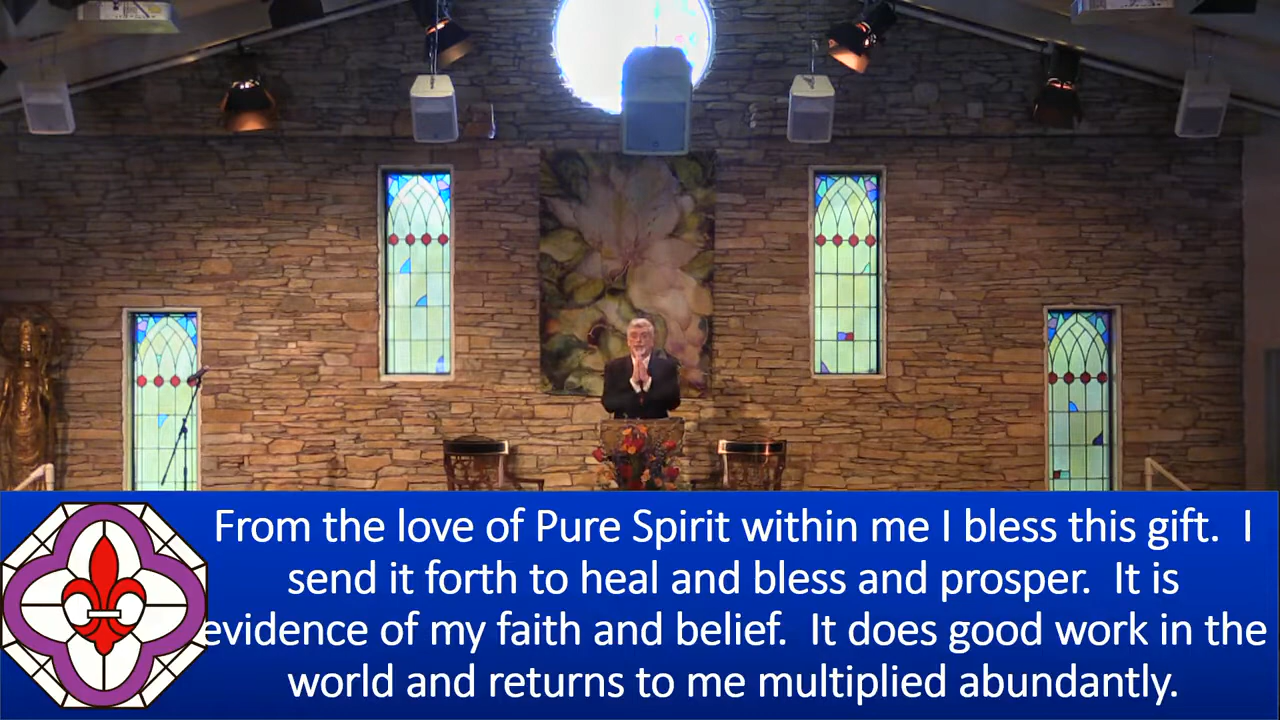 From the love of Pure Spirit within me I bless this gift.  I
send it forth to heal and bless and prosper.  It is
evidence of my faith and belief.  It does good work in the
world and returns to me multiplied abundantly.